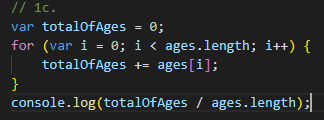 // 1c.
var totalOfAges = 0;
for (var i = 0; i < ages.length; i++) {
    totalOfAges += ages[i];
}
console.log(totalOfAges / ages.length);